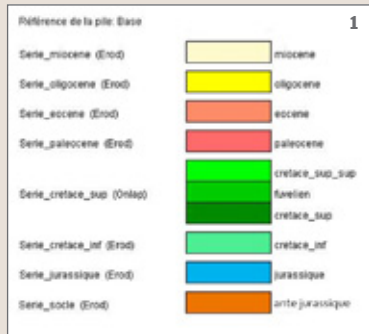 Référence de la pile: Base
1
Serie_miocene (Erod) miocene
Serie_oligocene (Erod) oligocene
Serie_eocene (Erod) eocene
Serie_paleocene (Erod) paleocene
cretace_sup_sup
Serie_cretace_sup (Onlap) fuvelien
cretace_sup
Serie_cretace_inf (Erod) cretace_inf
Serie_jurassique (Erod) jurassique
Serie_socle (Erod) ante jurassique